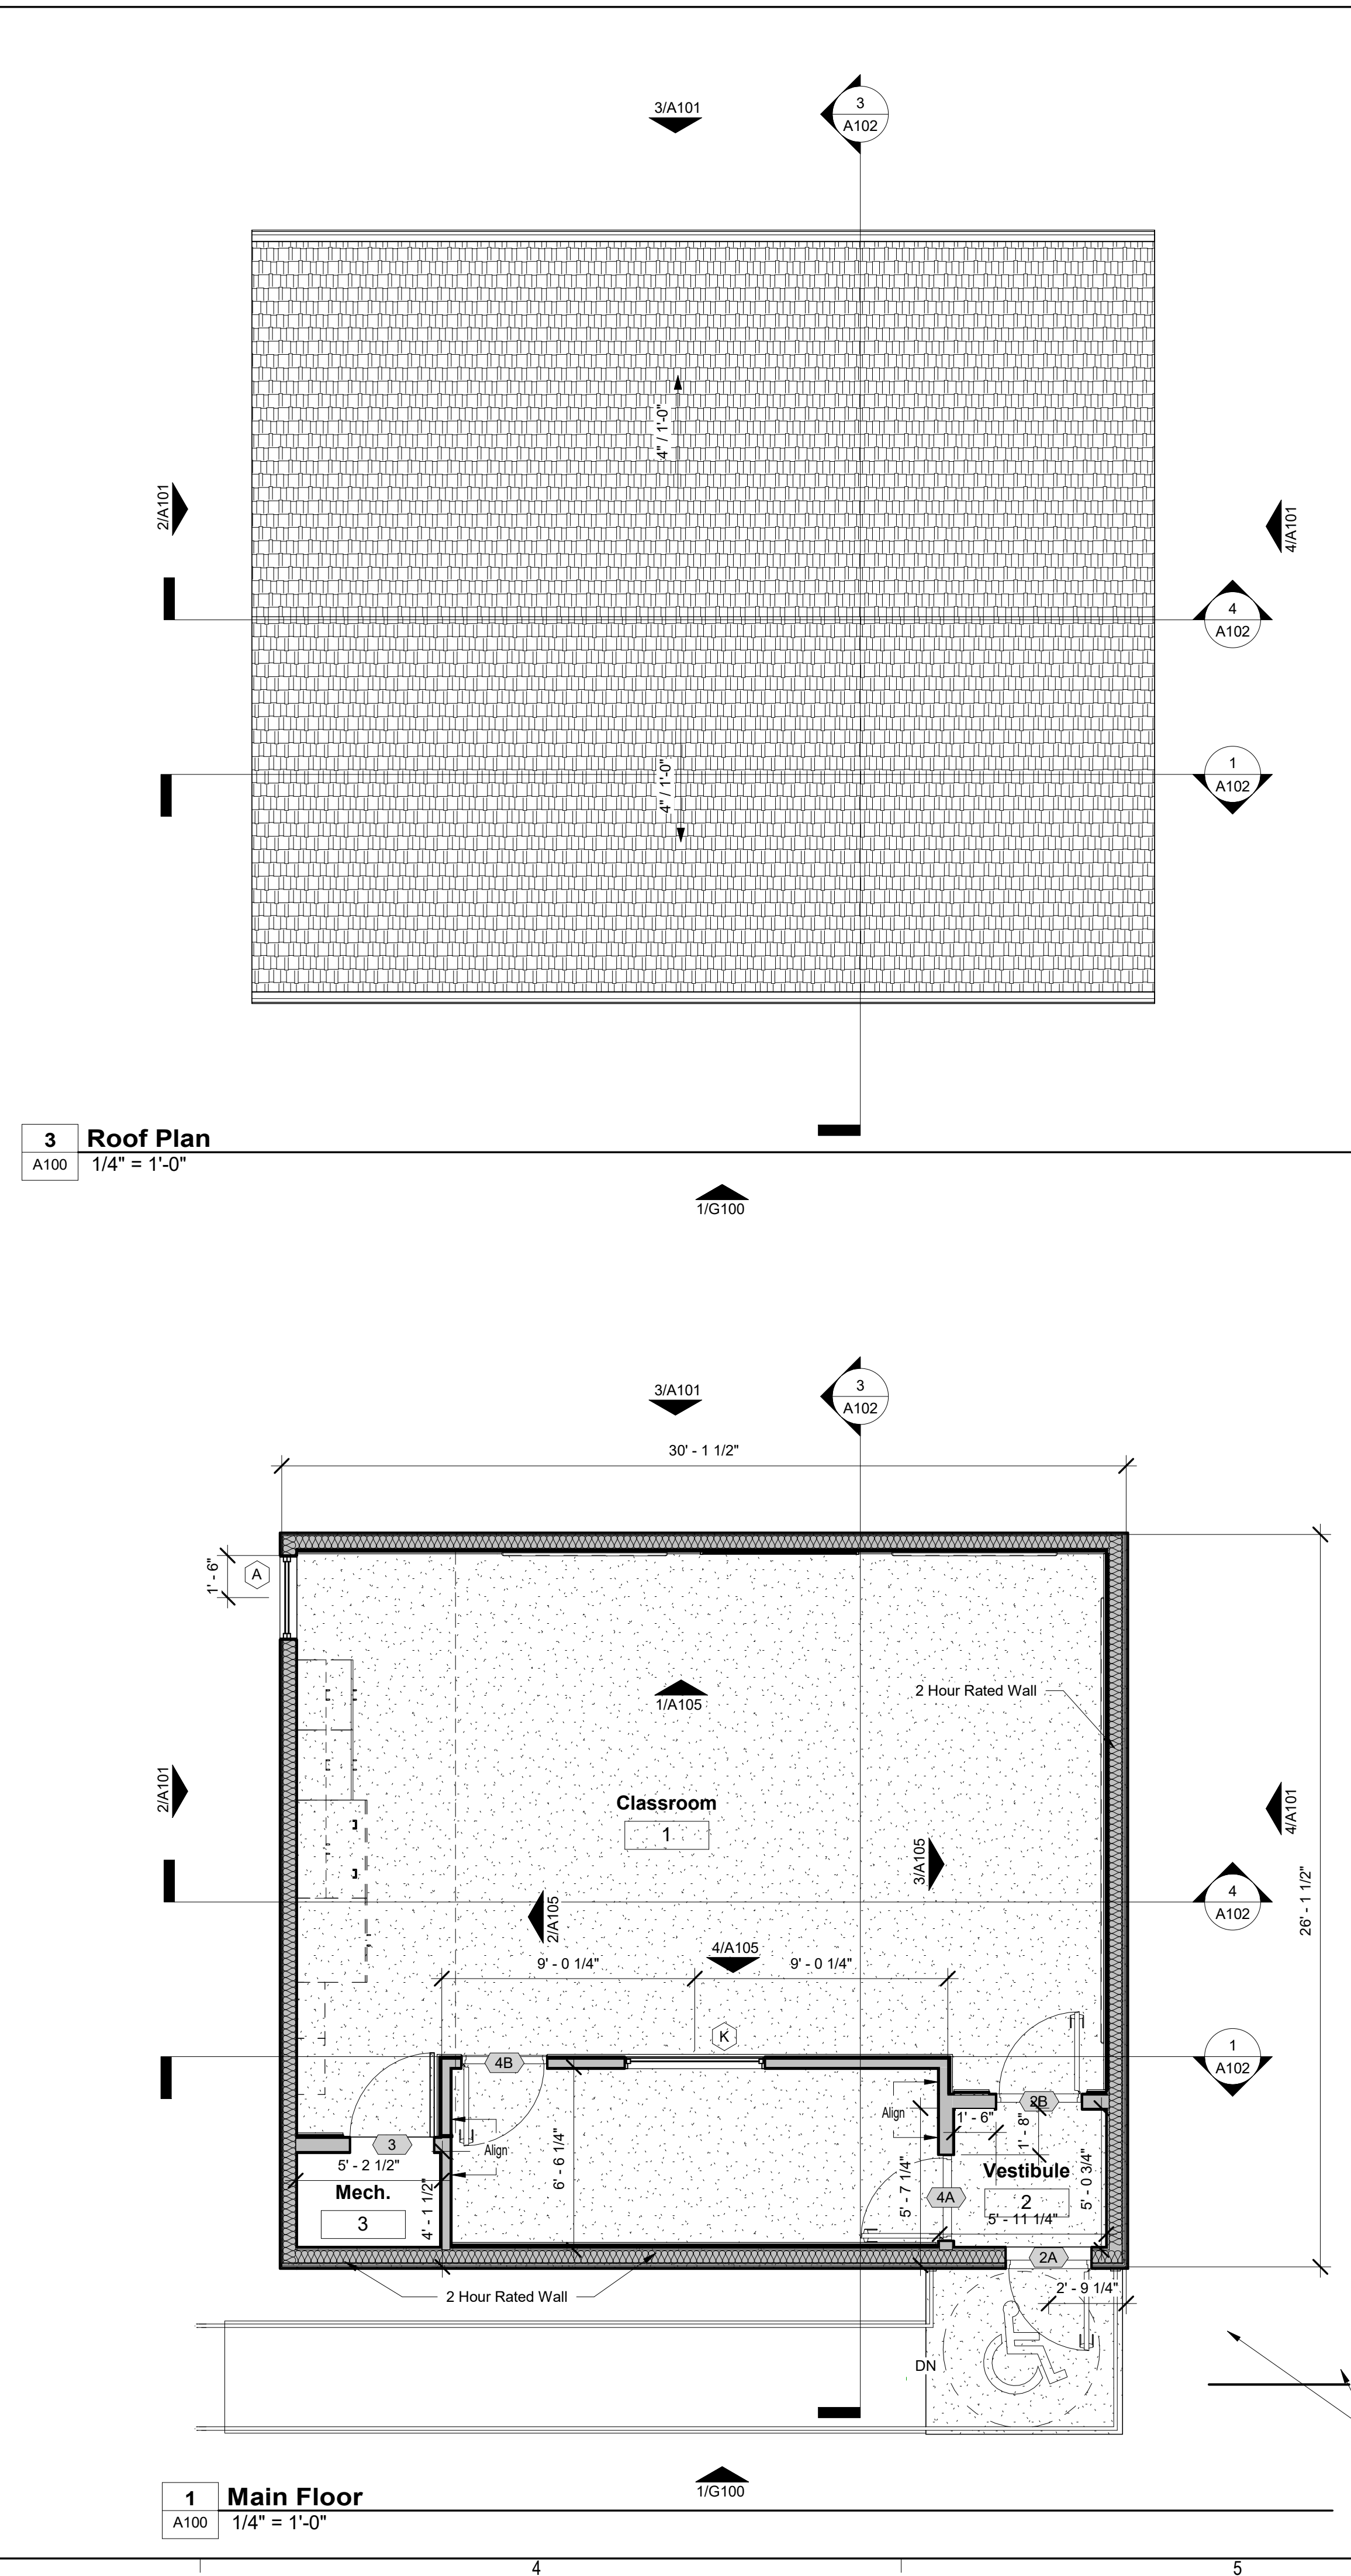 3/A101
3
A102
4" / 1'-0"
2/A101
4/A101
4
A102
4" / 1'-0"
1
A102
3
Roof Plan
A100
1/4" = 1'-0"
1/G100
3/A101
3
A102
30' - 1 1/2"
1' - 6"
A
2 Hour Rated Wall
1/A105
2/A101
Classroom
1
4/A101
3/A105
26' - 1 1/2"
4
A102
2/A105
4/A105
9' - 0 1/4"
9' - 0 1/4"
K
4B
1
A102
2B
Align
1' - 6"
1' - 8"
3
Align
6' - 6 1/4"
5' - 2 1/2"
Mech.
3
4' - 1 1/2"
5' - 7 1/4"
4A
Vestibule
2
5' - 0 3/4"
5' - 11 1/4"
2A
2' - 9 1/4"
2 Hour Rated Wall
DN
1
Main Floor
A100
1/4" = 1'-0"
1/G100
4
5